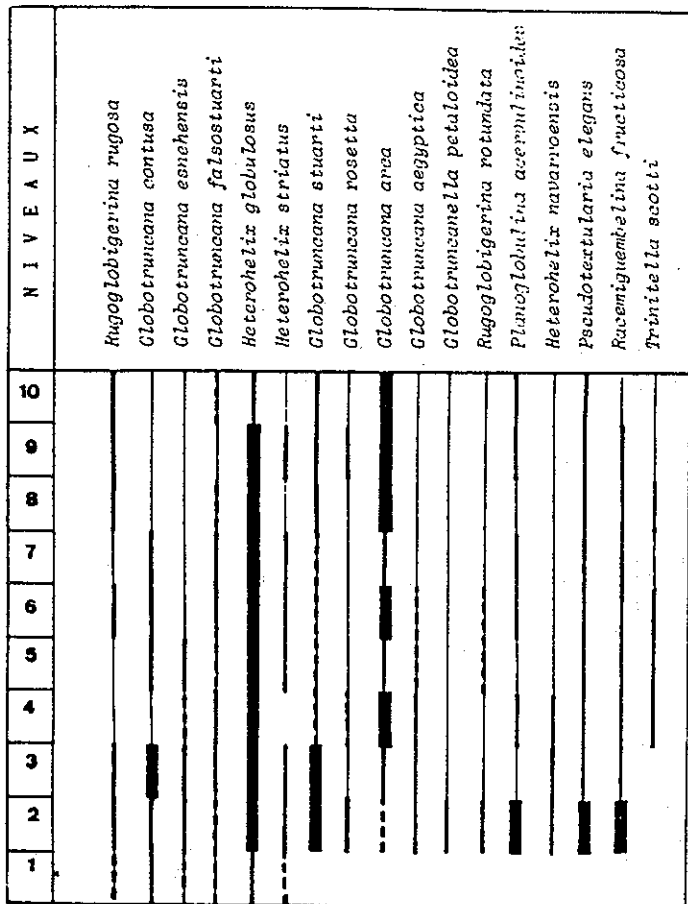 NIVEAUX
Rugoglobigerina rugosa
Globotruncana contusa
Globotruncana esnehensis
Globotruncana falsostuarti
Heterohelix globulosus
Heterohelix striatus
Globotruncana stuarti
Globotruncana rosetta
Globotruncana arca
Globotruncana aegyptica
Globotruncanella petaloidea
Rugoglobigerina rotundata
Planoglobulina acervulinoides
Heterohelix navarroensis
Pseudotextularia elegans
Racemiguembelina fructicosa
Trinitella scotti
10
9
8
7
6
5
4
3
2
1